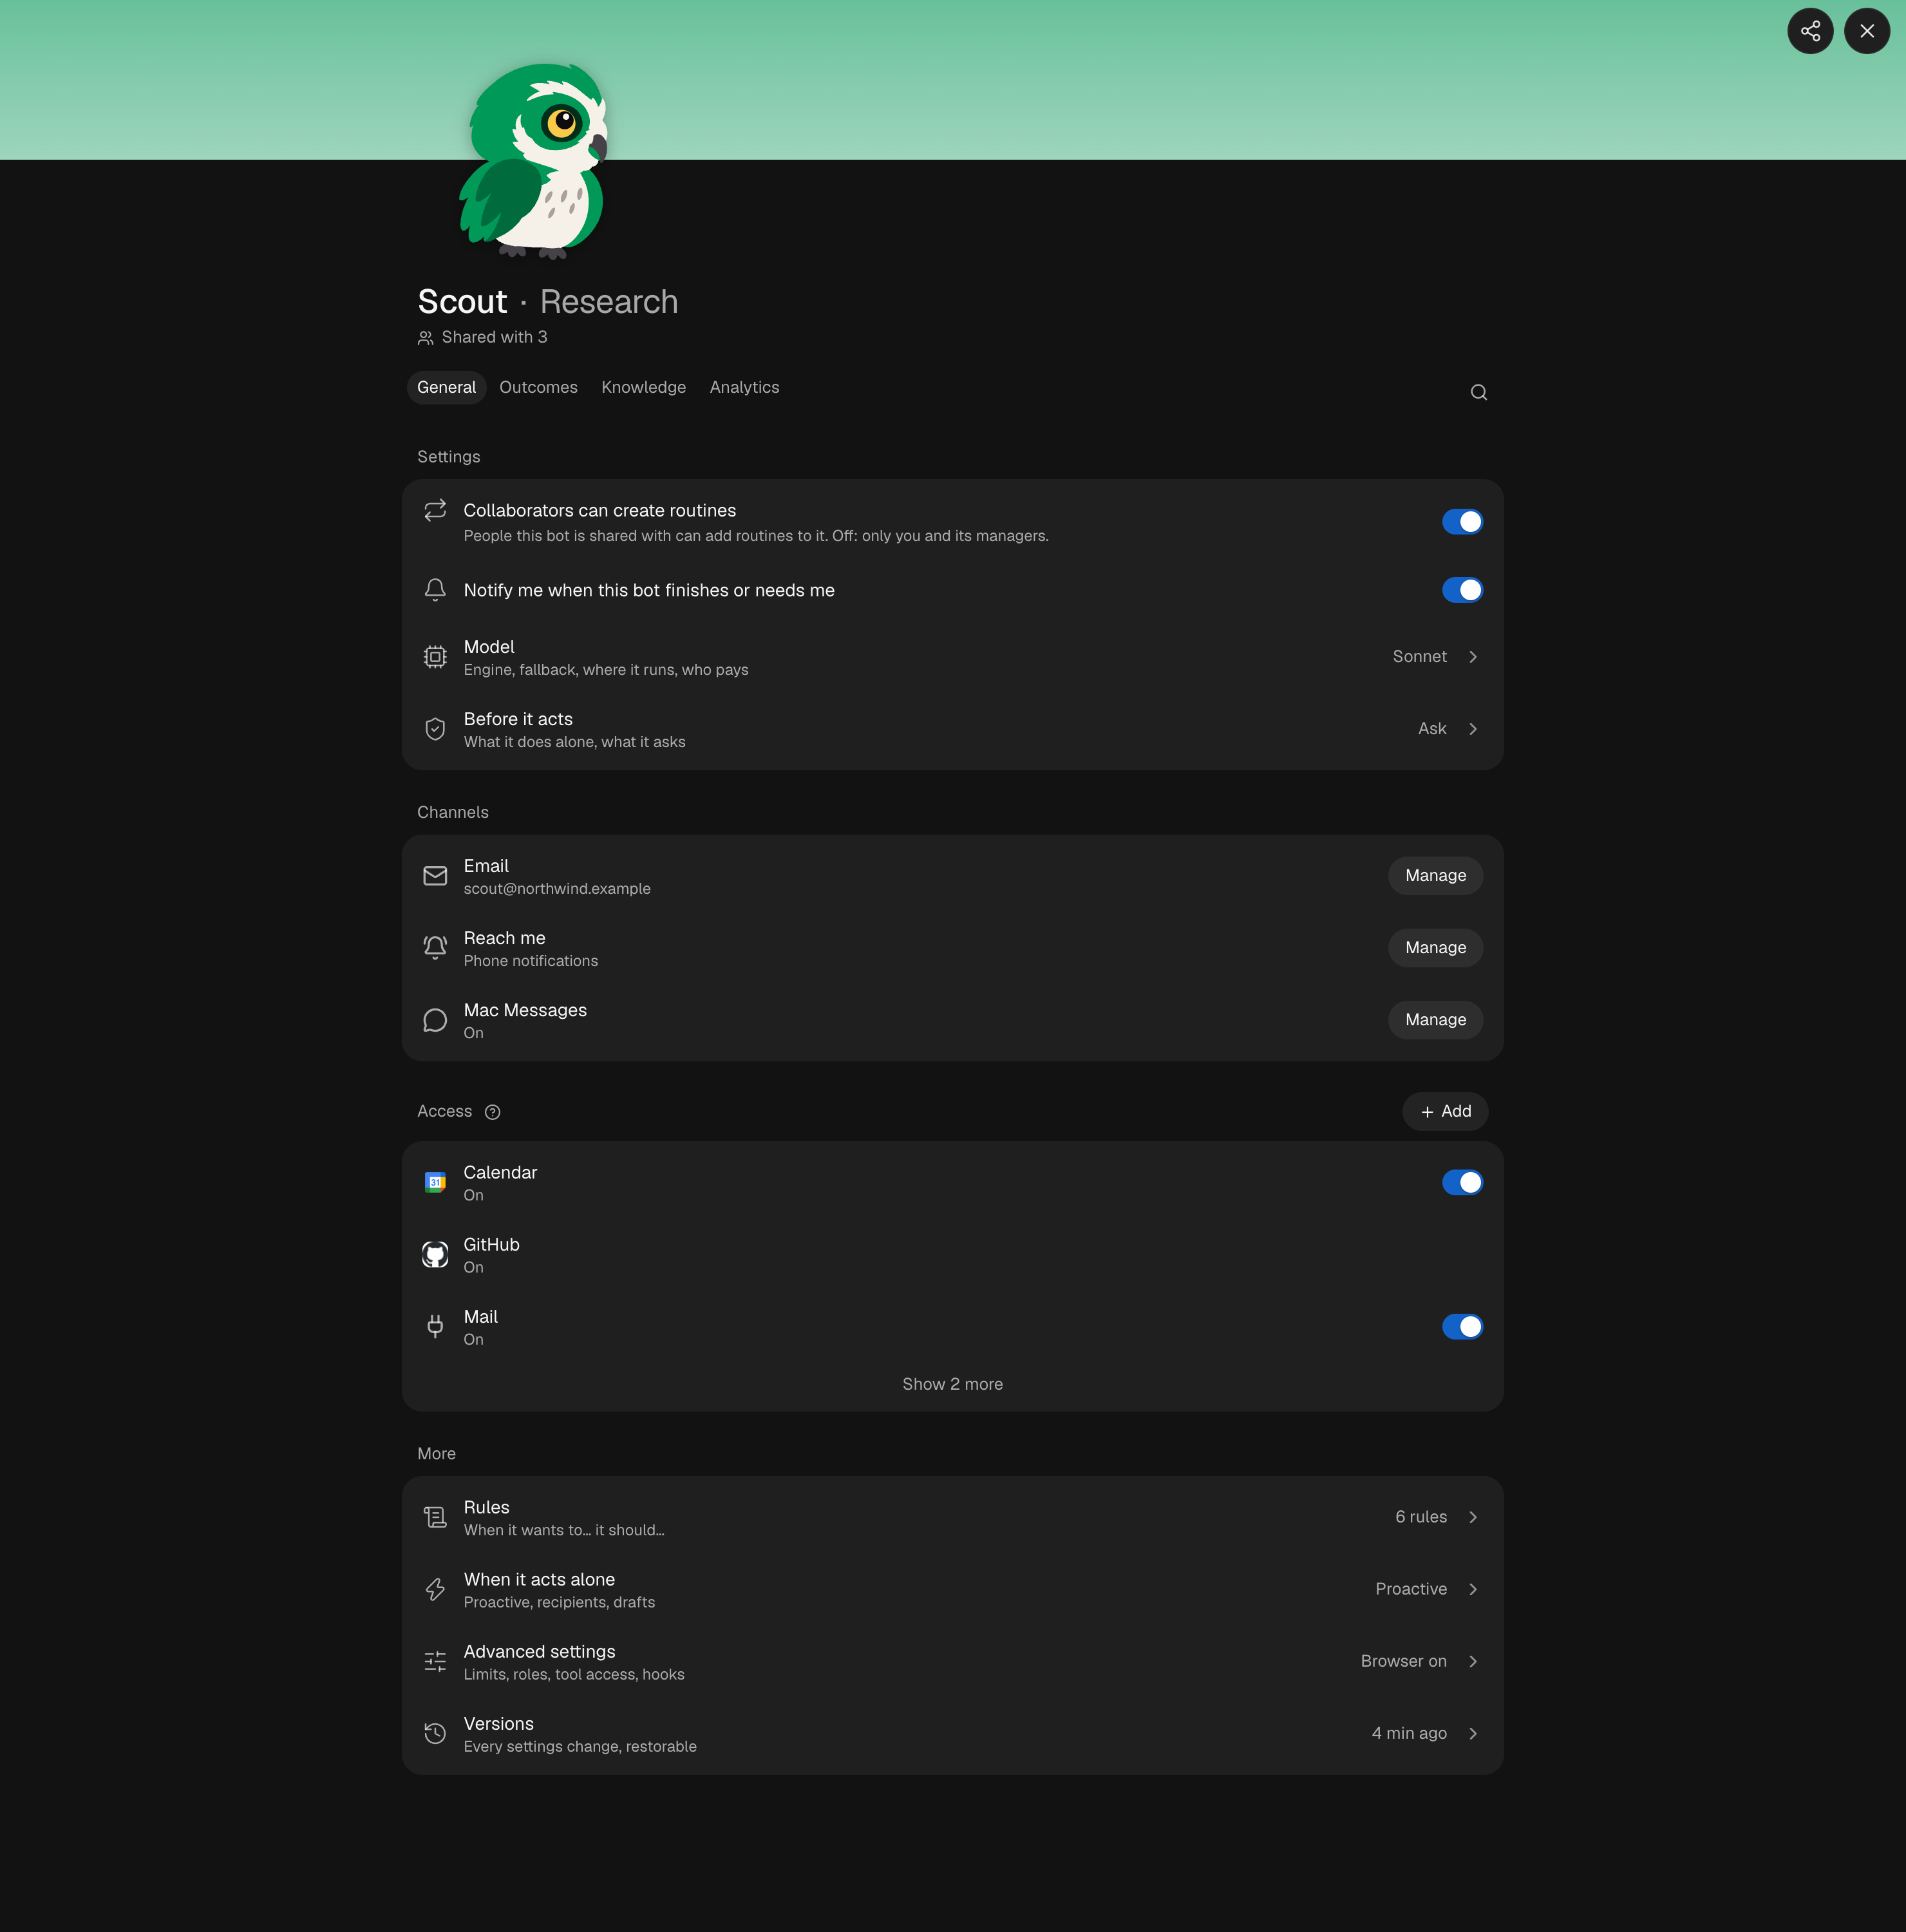 Scout · Research
Shared with 3
General Outcomes Knowledge Analytics
Settings
Collaborators can create routines
People this bot is shared with can add routines to it. Off: only you and its managers.
Notify me when this bot finishes or needs me
Model
Engine, fallback, where it runs, who pays
Sonnet
Before it acts
What it does alone, what it asks
Ask
Channels
Email
scout@northwind.example
Manage
Reach me
Phone notifications
Manage
Mac Messages
On
Manage
Access
Add
31
Calendar
On
GitHub
On
Mail
On
Show 2 more
More
Rules
When it wants to... it should...
6 rules
When it acts alone
Proactive, recipients, drafts
Proactive
Advanced settings
Limits, roles, tool access, hooks
Browser on
Versions
Every settings change, restorable
4 min ago